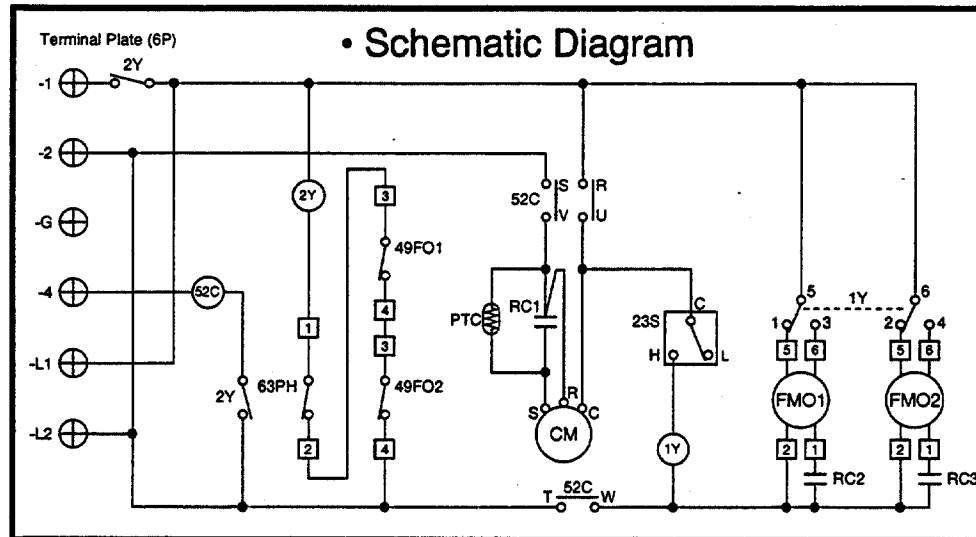 Terminal Plate (6P)
• Schematic Diagram
2Y
-1
-2
-G
-4
-L1
-L2
52C
2Y
2Y
1
63PH
2
3
49FO1
4
3
49FO2
4
52C
S
R
V
U
PTC
RC1
S
R
C
CM
23S
C
H
L
1Y
T
52C
W
5
1Y
6
1
3
2
4
5
6
5
6
FMO1
FMO2
2
1
2
1
RC2
RC3